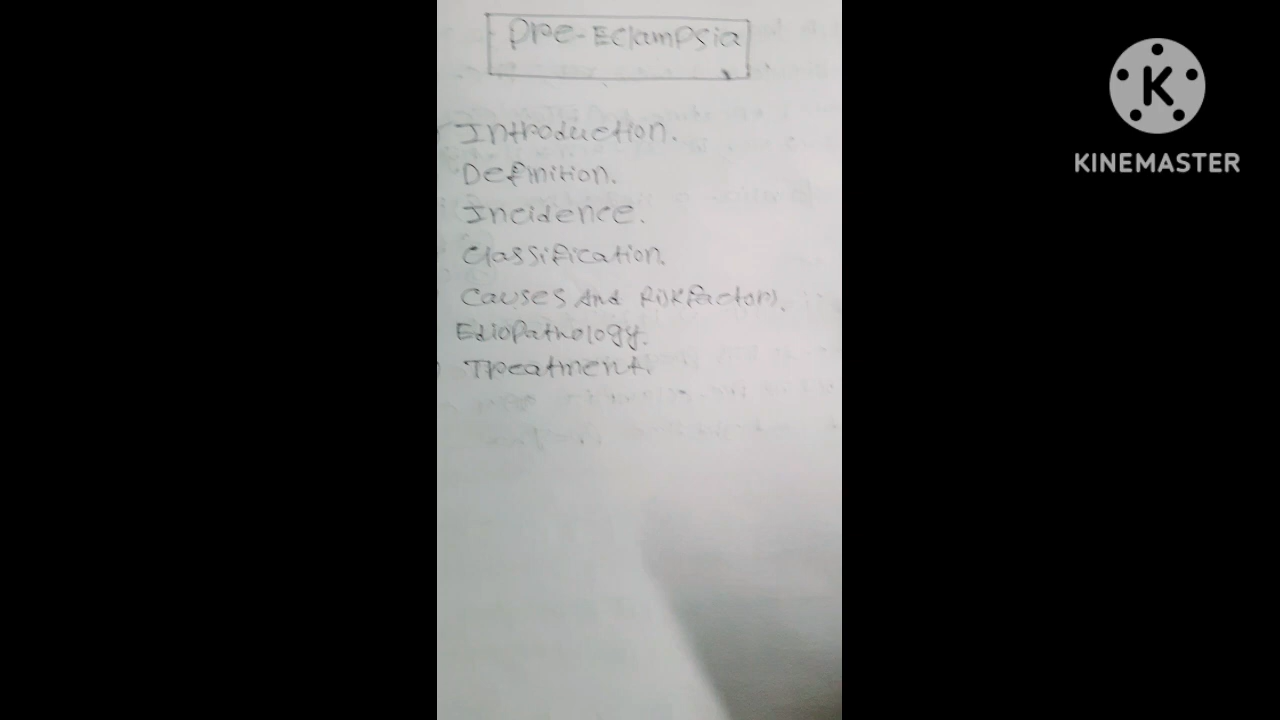 Pre-Eclampsia
Introduction.
Definition.
Incidence.
Classification.
Causes And Riskfactors.
Etiopathology.
Treatment.
K
KINEMASTER